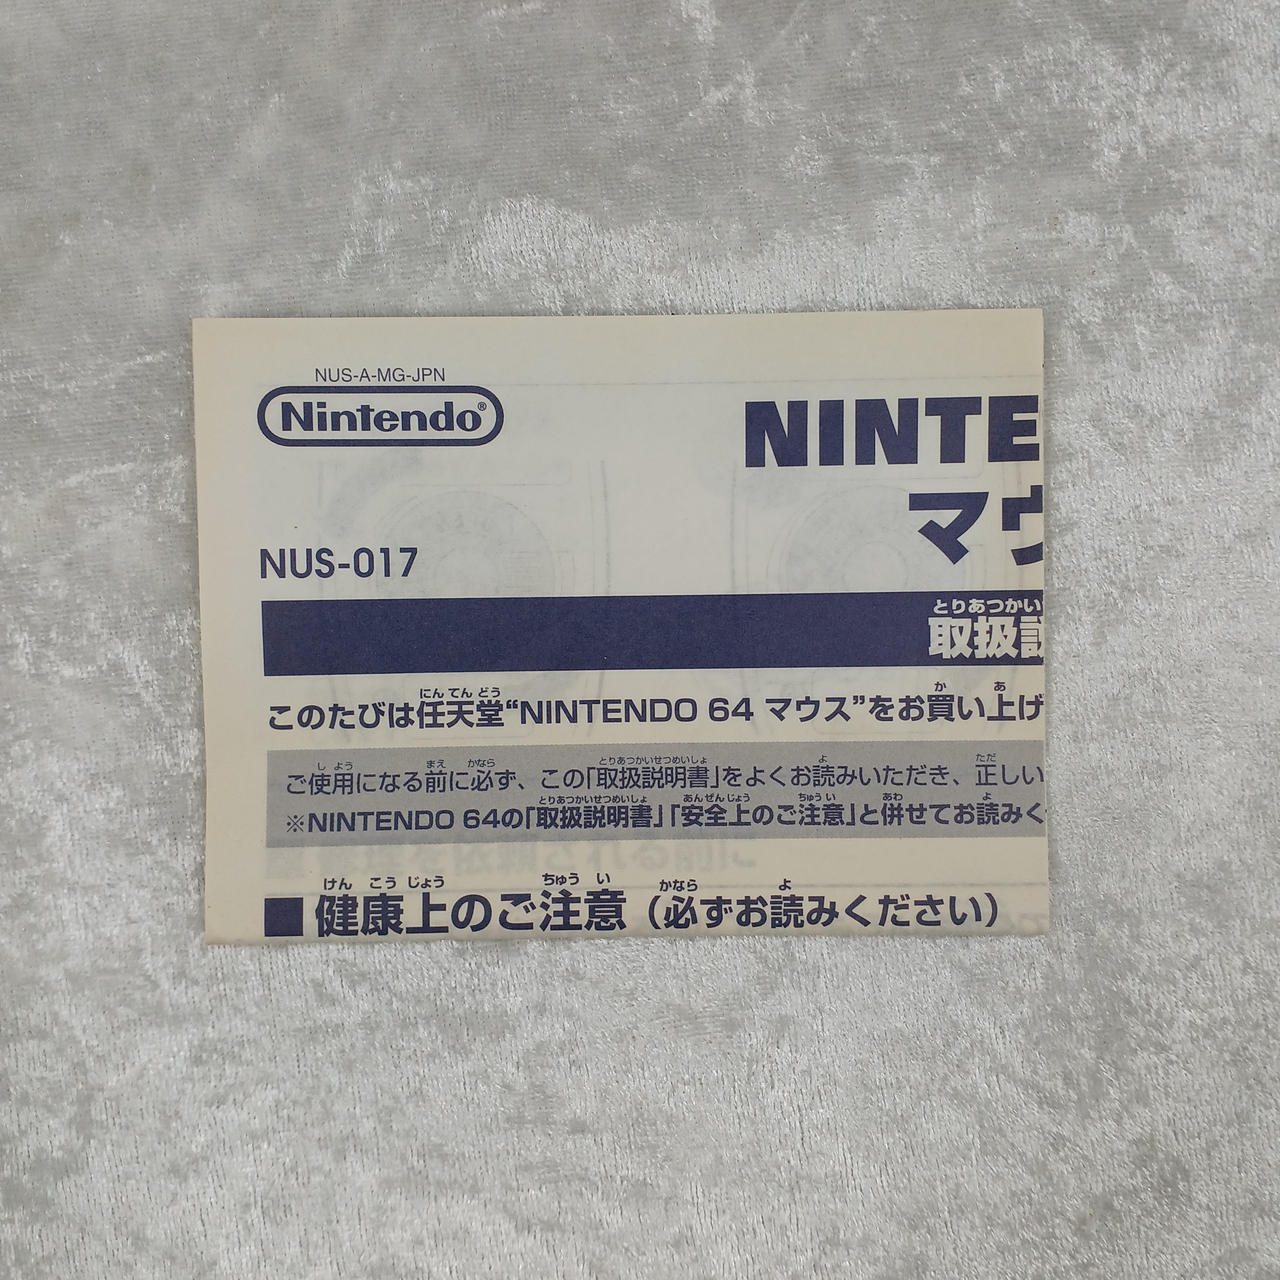 NUS-A-MG-JPN
Nintendo®
NINTE
マウ
NUS-017
とりあつかい
取扱説
にん てん どう か あ
このたびは任天堂“NINTENDO 64 マウス”をお買い上げ
し よう まえ かなら とりあつかいせつめいしょ よ ただ
ご使用になる前に必ず、この「取扱説明書」をよくお読みいただき、正しい
とりあつかいせつめいしょ あんぜんじょう ちゅう い あわ よ
※NINTENDO 64の「取扱説明書」「安全上のご注意」と併せてお読みく
けん こう じょう ちゅう い かなら よ
■健康上のご注意（必ずお読みください）